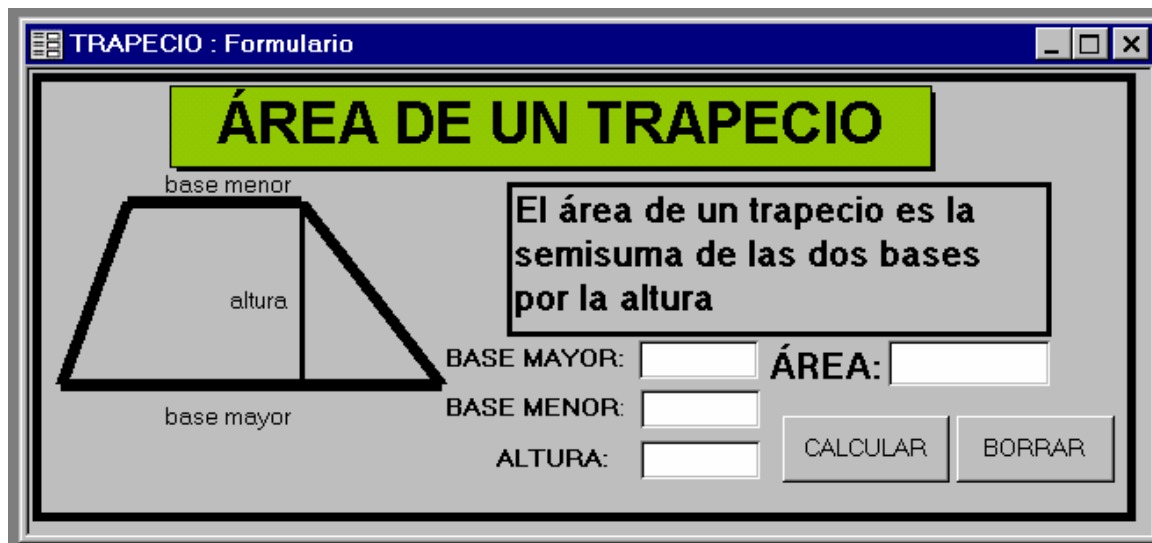 TRAPECIO : Formulario
ÁREA DE UN TRAPECIO
base menor
El área de un trapecio es la
semisuma de las dos bases
por la altura
altura
base mayor
BASE MAYOR:
ÁREA:
BASE MENOR:
ALTURA:
CALCULAR
BORRAR